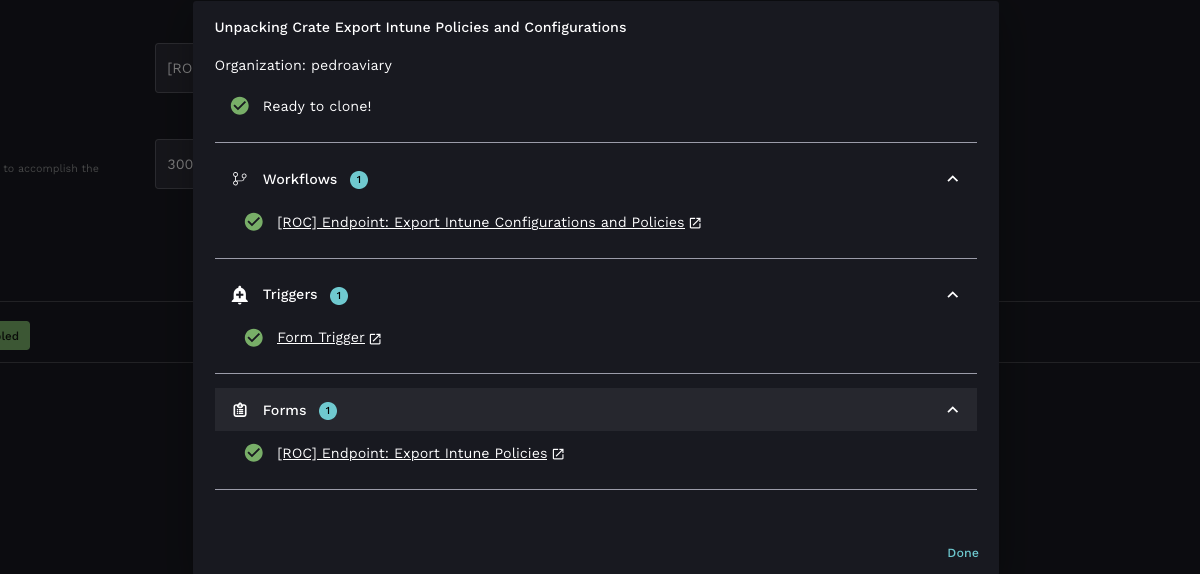 Unpacking Crate Export Intune Policies and Configurations
Organization: pedroaviary
[RO
Ready to clone!
300
to accomplish the
Workflows 1
[ROC] Endpoint: Export Intune Configurations and Policies
Triggers 1
Form Trigger
Forms 1
[ROC] Endpoint: Export Intune Policies
Done